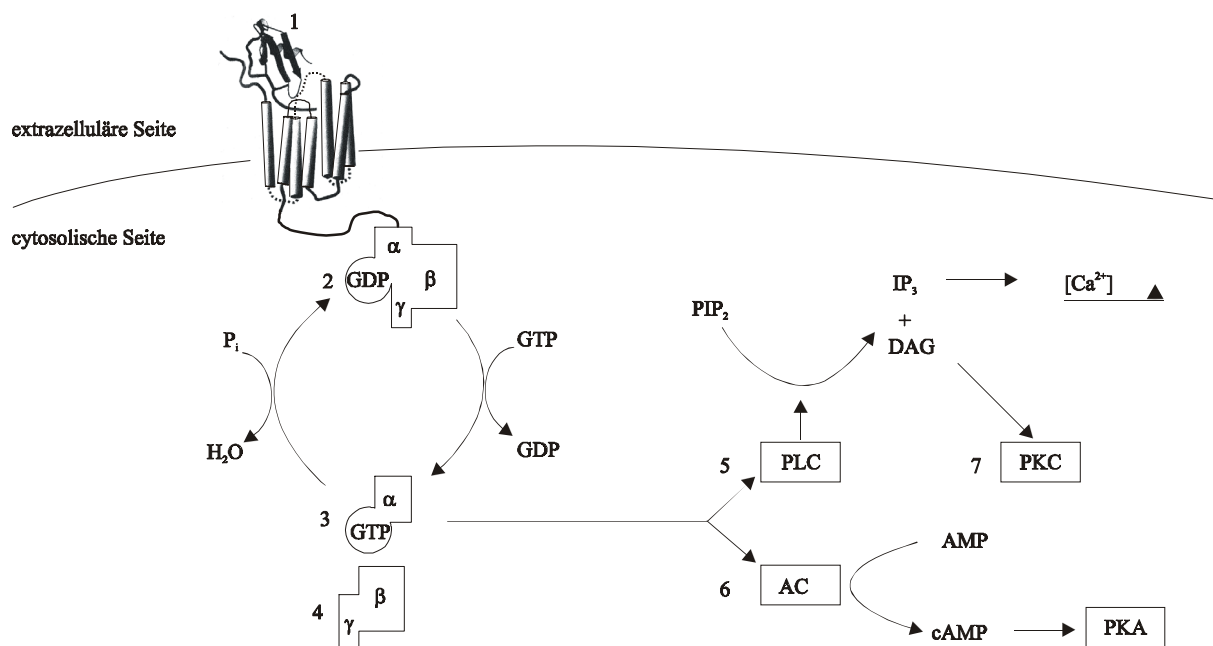 1
extrazelluläre Seite
cytosolische Seite
α
2
GDP
β
γ
Pᵢ
GTP
H₂O
GDP
3
α
GTP
4
β
γ
PIP₂
IP₃
[Ca²⁺]
+
DAG
5
PLC
7
PKC
6
AC
AMP
cAMP
PKA